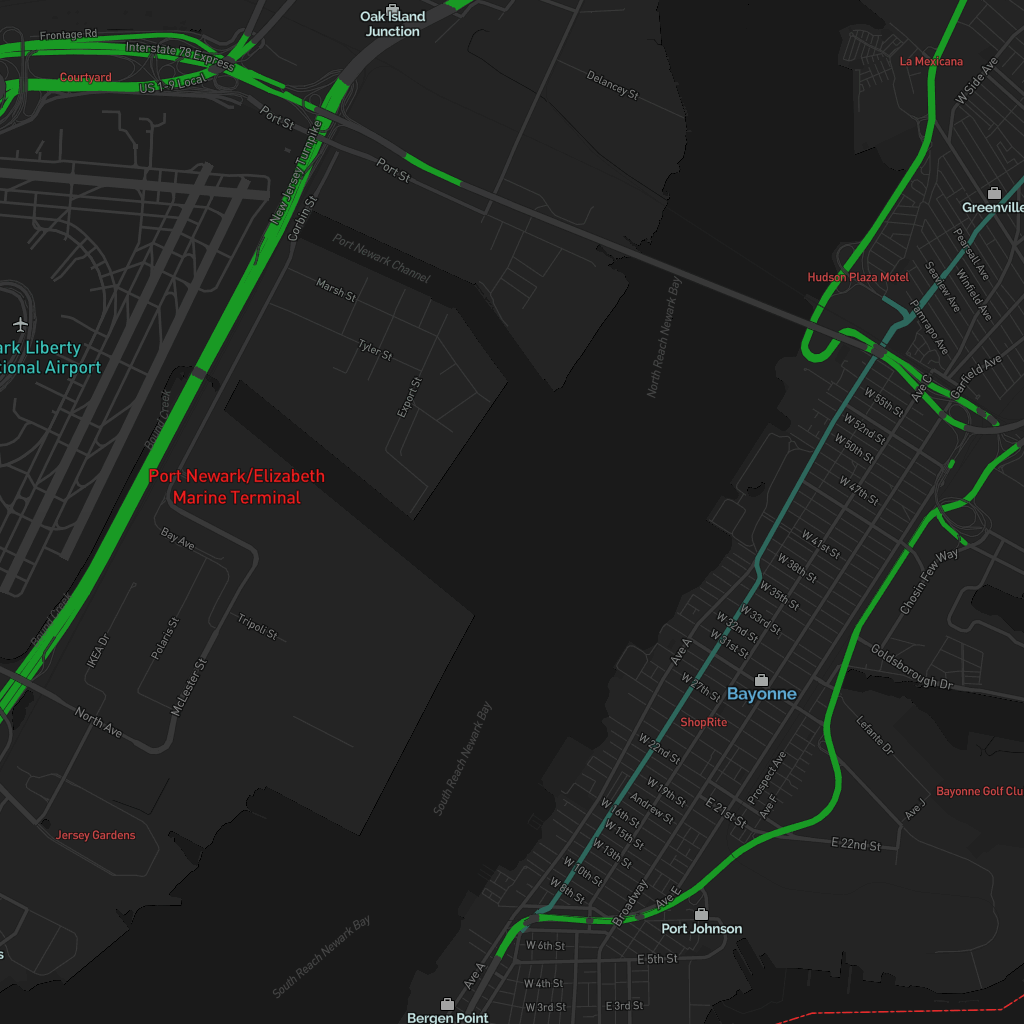 Oak Island
Junction
Frontage Rd
Interstate 78 Express
Courtyard
US 1-9 Local
La Mexicana
W Side Ave
Delancey St
Port St
New Jersey Turnpike
Port St
Corbin St
Greenville
Port Newark Channel
Pearsall Ave
Hudson Plaza Motel
Seaview Ave
Winfield Ave
Marsh St
North Reach Newark Bay
Pamrapo Ave
ark Liberty
tional Airport
Tyler St
Export St
Ave C
Garfield Ave
W 55th St
Bound Creek
W 52nd St
W 50th St
Port Newark/Elizabeth
Marine Terminal
W 47th St
Bay Ave
W 41st St
W 38th St
Chosin Few Way
W 35th St
Bound Creek
IKEA Dr
Polaris St
Tripoli St
W 33rd St
W 32nd St
W 31st St
Ave A
Goldsborough Dr
McLester St
W 27th St
Bayonne
North Ave
ShopRite
Lefante Dr
W 22nd St
South Reach Newark Bay
Prospect Ave
Bayonne Golf Clu
W 19th St
Andrew St
Ave F
E 21st St
Ave J
W 16th St
W 15th St
Jersey Gardens
W 13th St
E 22nd St
W 10th St
W 8th St
Broadway
Ave E
Port Johnson
South Reach Newark Bay
W 6th St
E 5th St
s
Ave A
W 4th St
W 3rd St
E 3rd St
Bergen Point